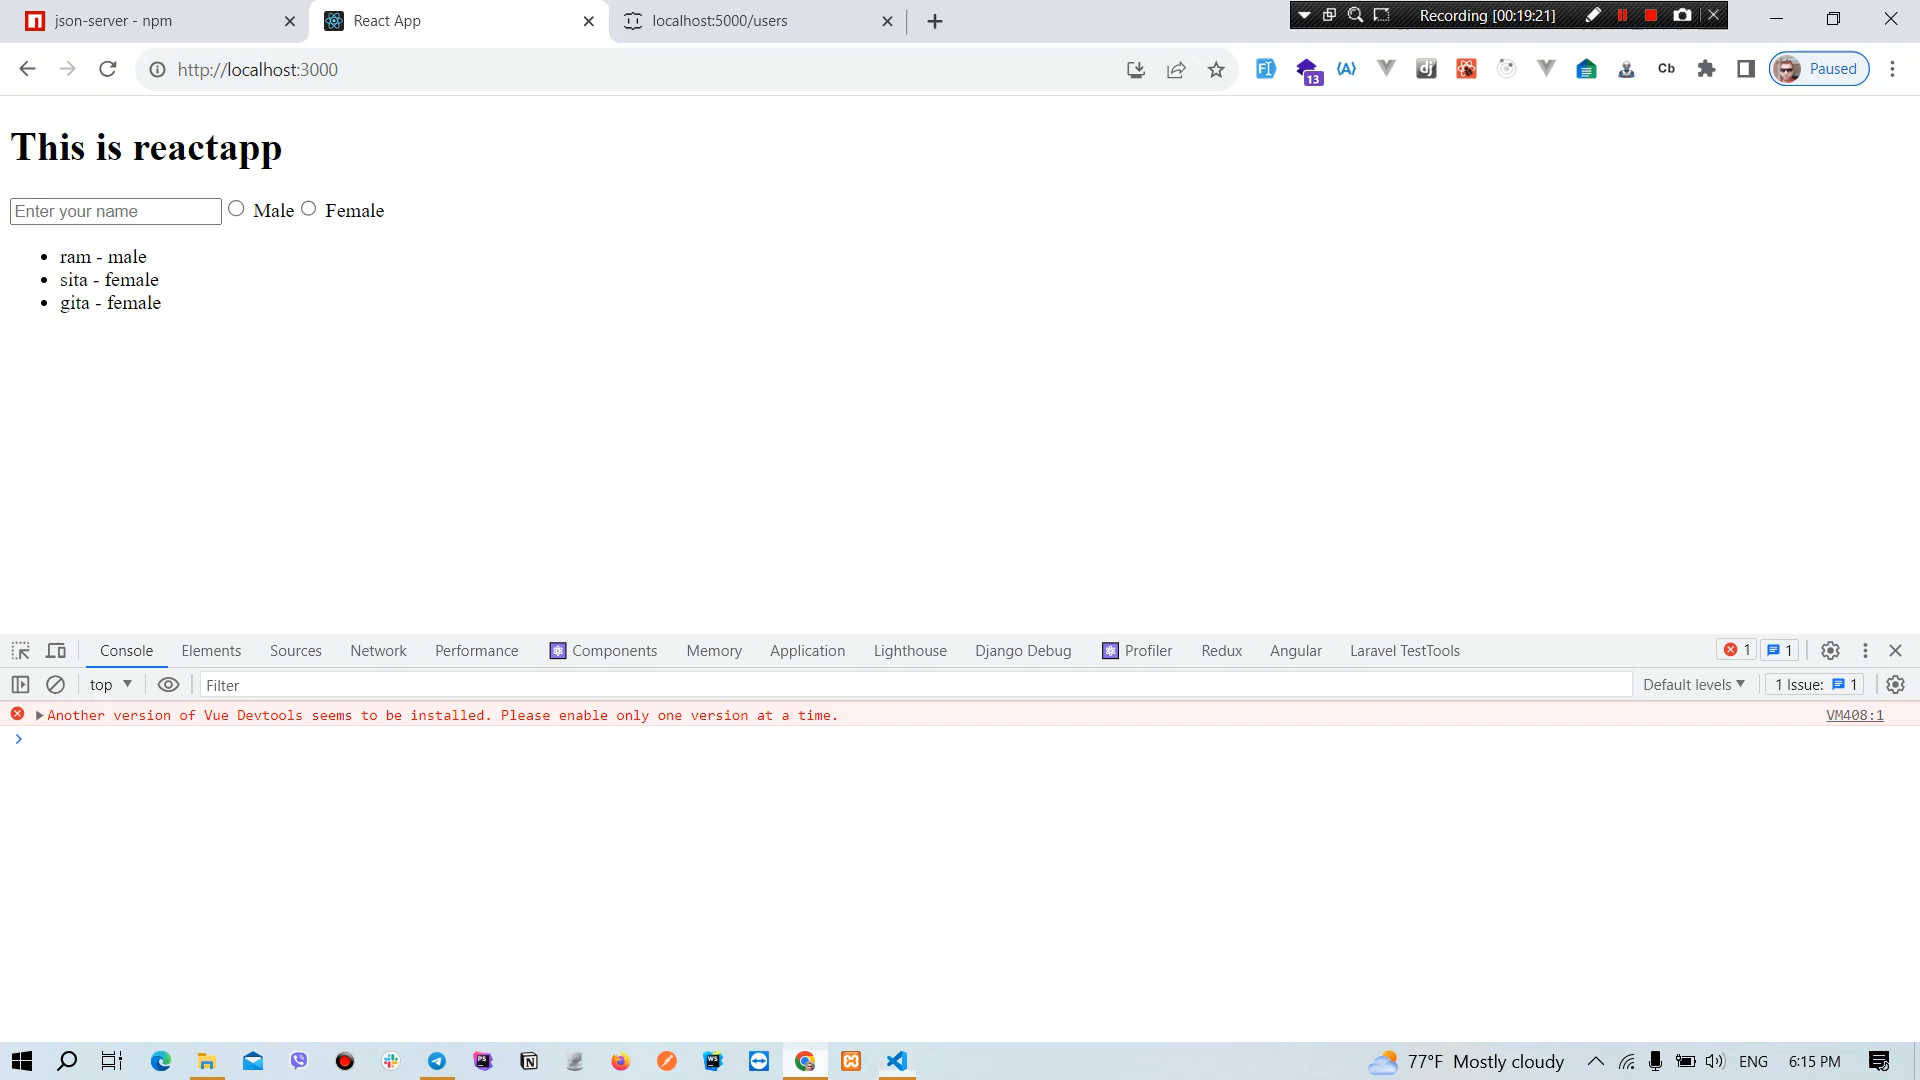 json-server - npm
React App
localhost:5000/users
Recording [00:19:21]
http://localhost:3000
13
Cb
Paused
This is reactapp
Enter your name
Male
Female
ram - male
sita - female
gita - female
Console
Elements
Sources
Network
Performance
Components
Memory
Application
Lighthouse
Django Debug
Profiler
Redux
Angular
Laravel TestTools
1
1
top
Filter
Default levels
1 Issue:
1
Another version of Vue Devtools seems to be installed. Please enable only one version at a time.
VM408:1
77°F Mostly cloudy
ENG
6:15 PM